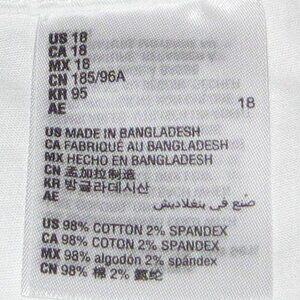 US 18
CA 18
MX 18
CN 185/96A
KR 95
AE 18
US MADE IN BANGLADESH
CA FABRIQUÉ AU BANGLADESH
MX HECHO EN BANGLADESH
CN 孟加拉制造
KR 방글라데시산
AE صنع في بنغلاديش
US 98% COTTON 2% SPANDEX
CA 98% COTON 2% SPANDEX
MX 98% algodón 2% spandex
CN 98% 棉 2% 氨纶